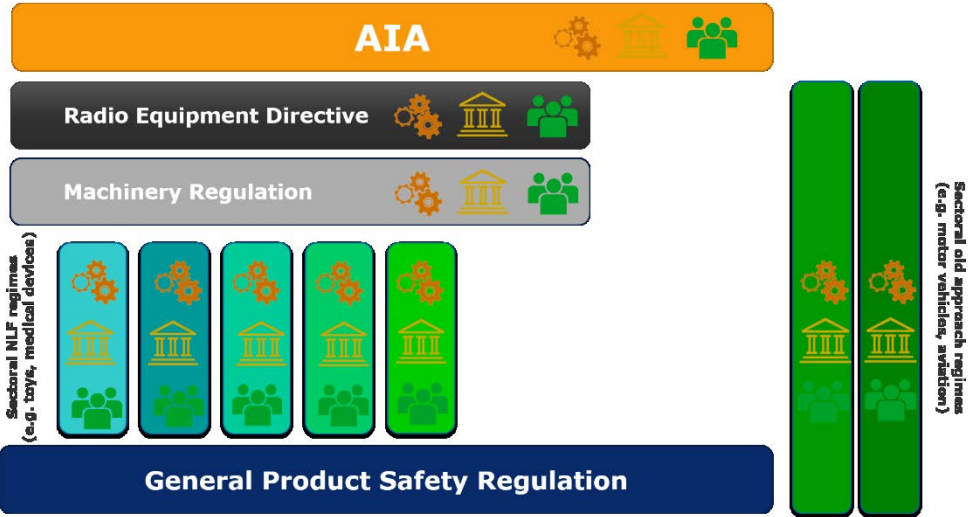 AIA
Radio Equipment Directive
Machinery Regulation
Sectoral NLF regimes
(e.g. toys, medical devices)
Sectoral old approach regimes
(e.g. motor vehicles, aviation)
General Product Safety Regulation